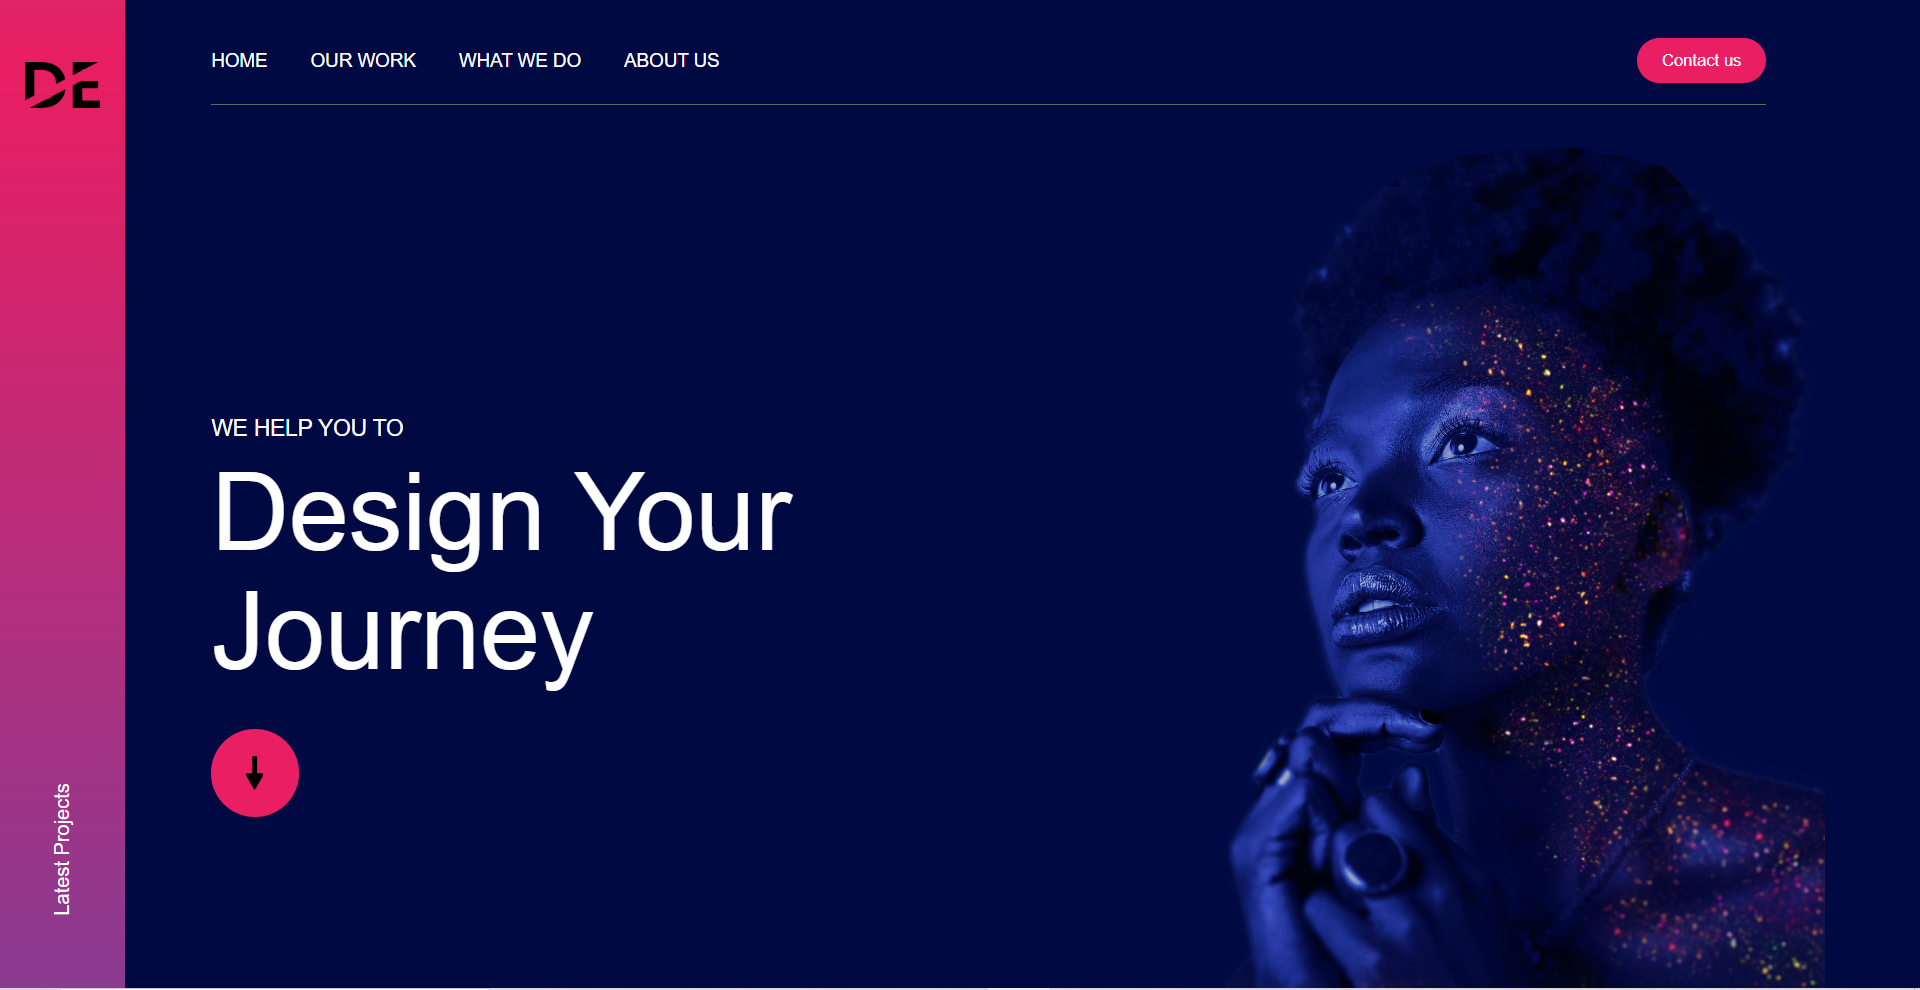 DE
HOME OUR WORK WHAT WE DO ABOUT US Contact us
WE HELP YOU TO
Design Your
Journey
Latest Projects